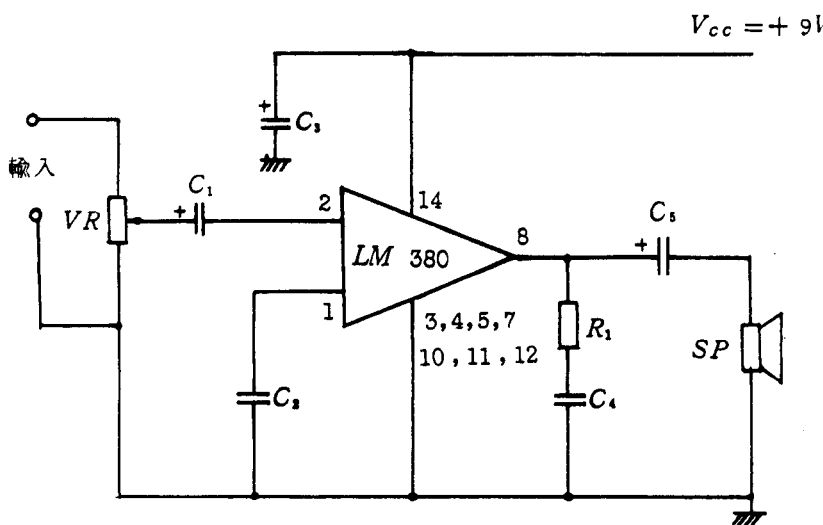 Vcc = + 9V
+
C₃
輸入
VR
+
C₁
2
14
LM 380
8
1
3,4,5,7
10,11,12
C₂
R₁
C₄
+
C₅
SP